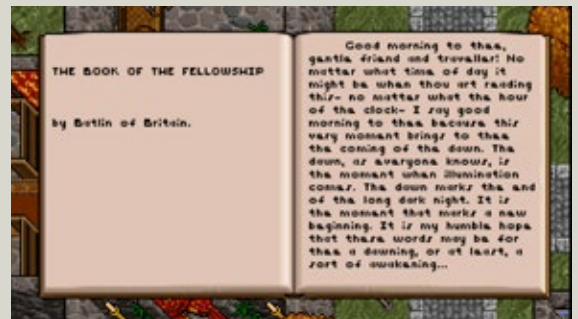 THE BOOK OF THE FELLOWSHIP
by Batlin of Britain.
Good morning to thee,
gentle friend and traveller! No
matter what time of day it
might be when thou art reading
this- no matter what the hour
of the clock- I say good
morning to thee because this
very moment brings to thee
the coming of the dawn. The
dawn, as everyone knows, is
the moment when illumination
comes. The dawn marks the end
of the long dark night. It is
the moment that marks a new
beginning. It is my humble hope
that these words may be for
thee a dawning, or at least, a
sort of awakening...